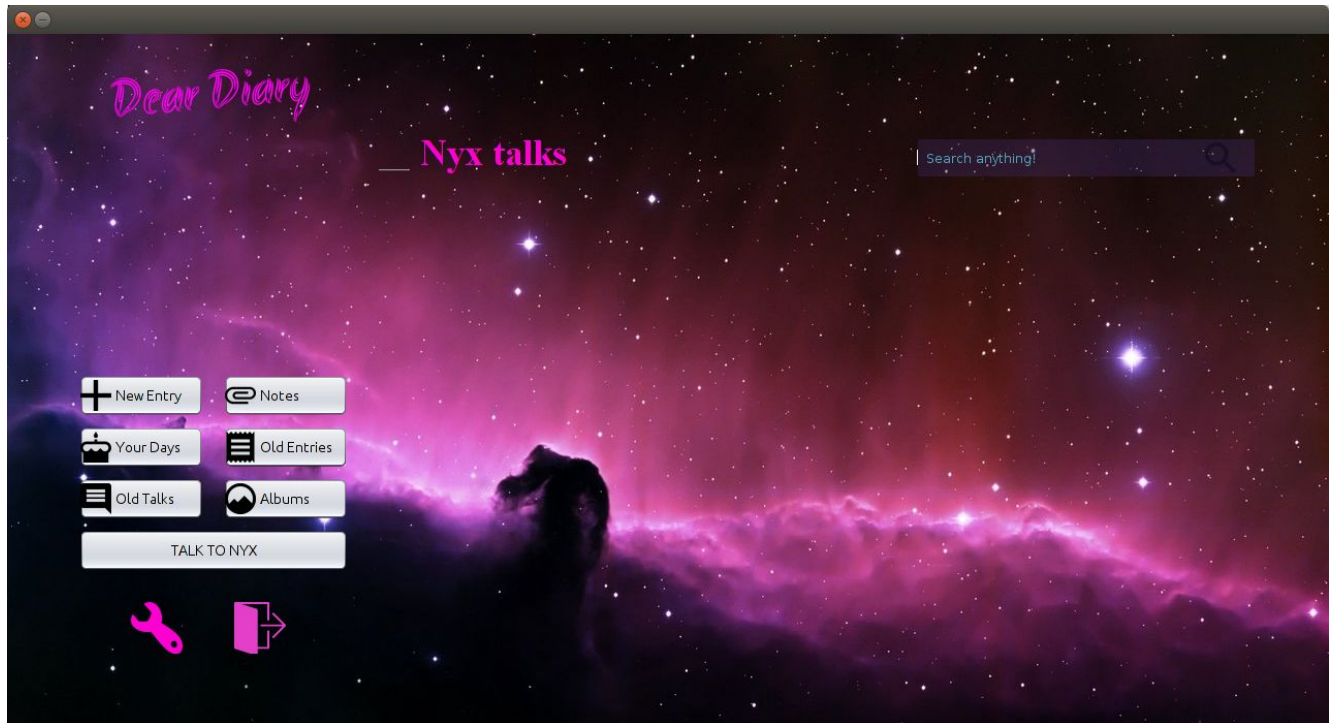 Dear Diary
__ Nyx talks
Search anything!
New Entry
Notes
Your Days
Old Entries
Old Talks
Albums
TALK TO NYX